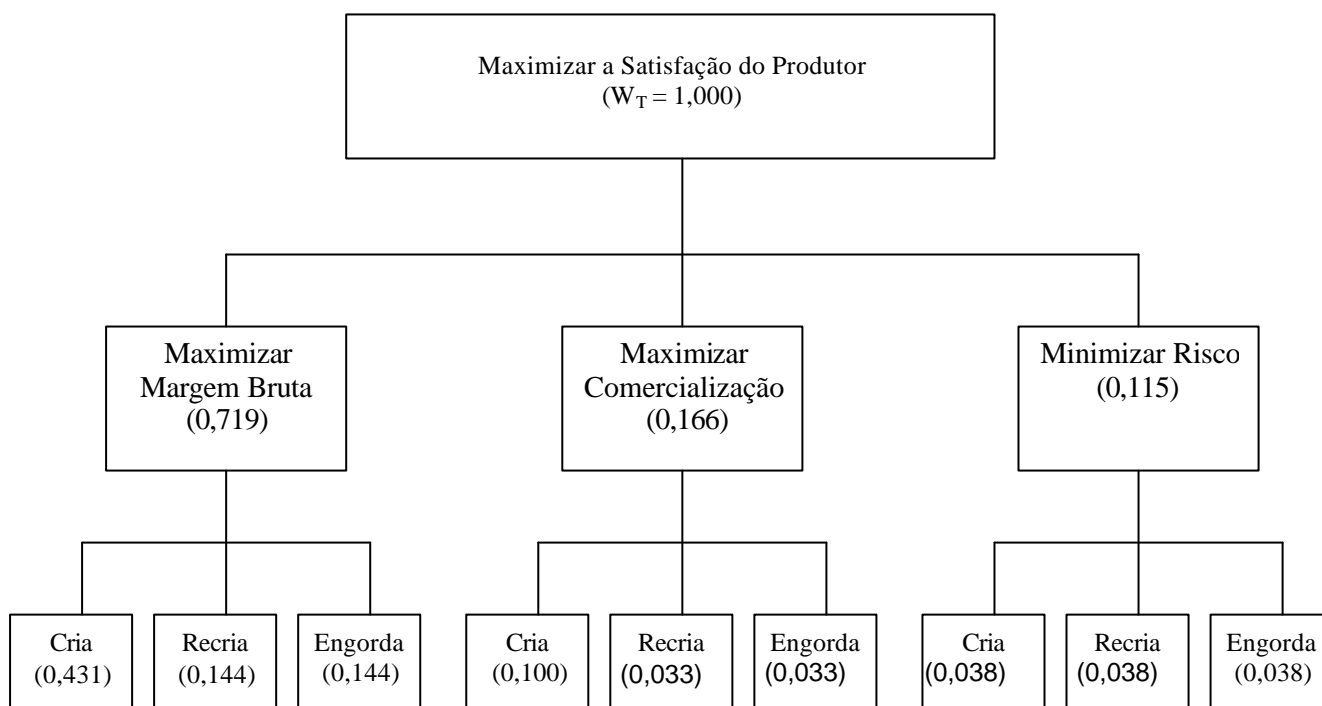 Maximizar a Satisfação do Produtor
(WT = 1,000)
Maximizar
Margem Bruta
(0,719)
Maximizar
Comercialização
(0,166)
Minimizar Risco
(0,115)
Cria
(0,431)
Recria
(0,144)
Engorda
(0,144)
Cria
(0,100)
Recria
(0,033)
Engorda
(0,033)
Cria
(0,038)
Recria
(0,038)
Engorda
(0,038)